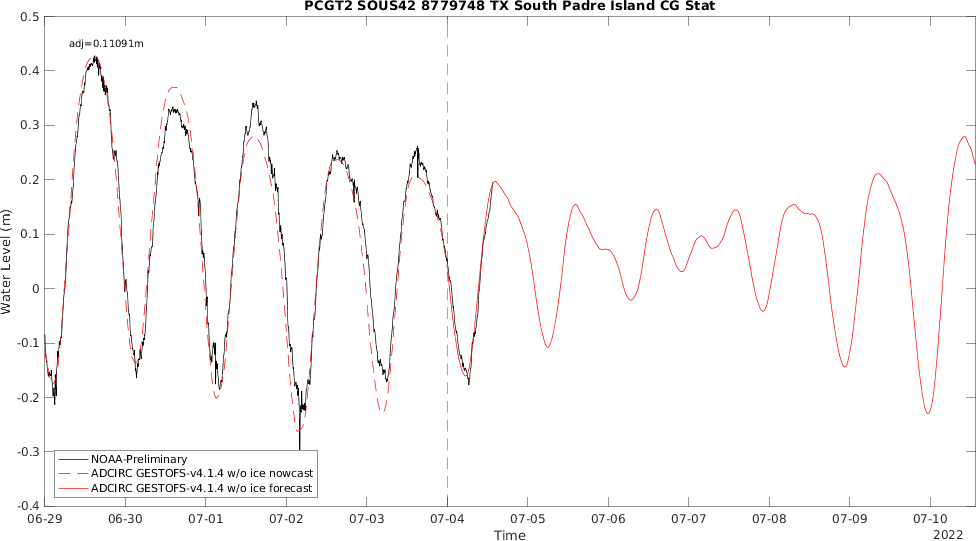 PCGT2 SOUS42 8779748 TX South Padre Island CG Stat
adj=0.11091m
0.5
0.4
0.3
0.2
0.1
0
-0.1
-0.2
-0.3
-0.4
Water Level (m)
NOAA-Preliminary
ADCIRC GESTOFS-v4.1.4 w/o ice nowcast
ADCIRC GESTOFS-v4.1.4 w/o ice forecast
06-29 06-30 07-01 07-02 07-03 07-04 07-05 07-06 07-07 07-08 07-09 07-10
Time
2022